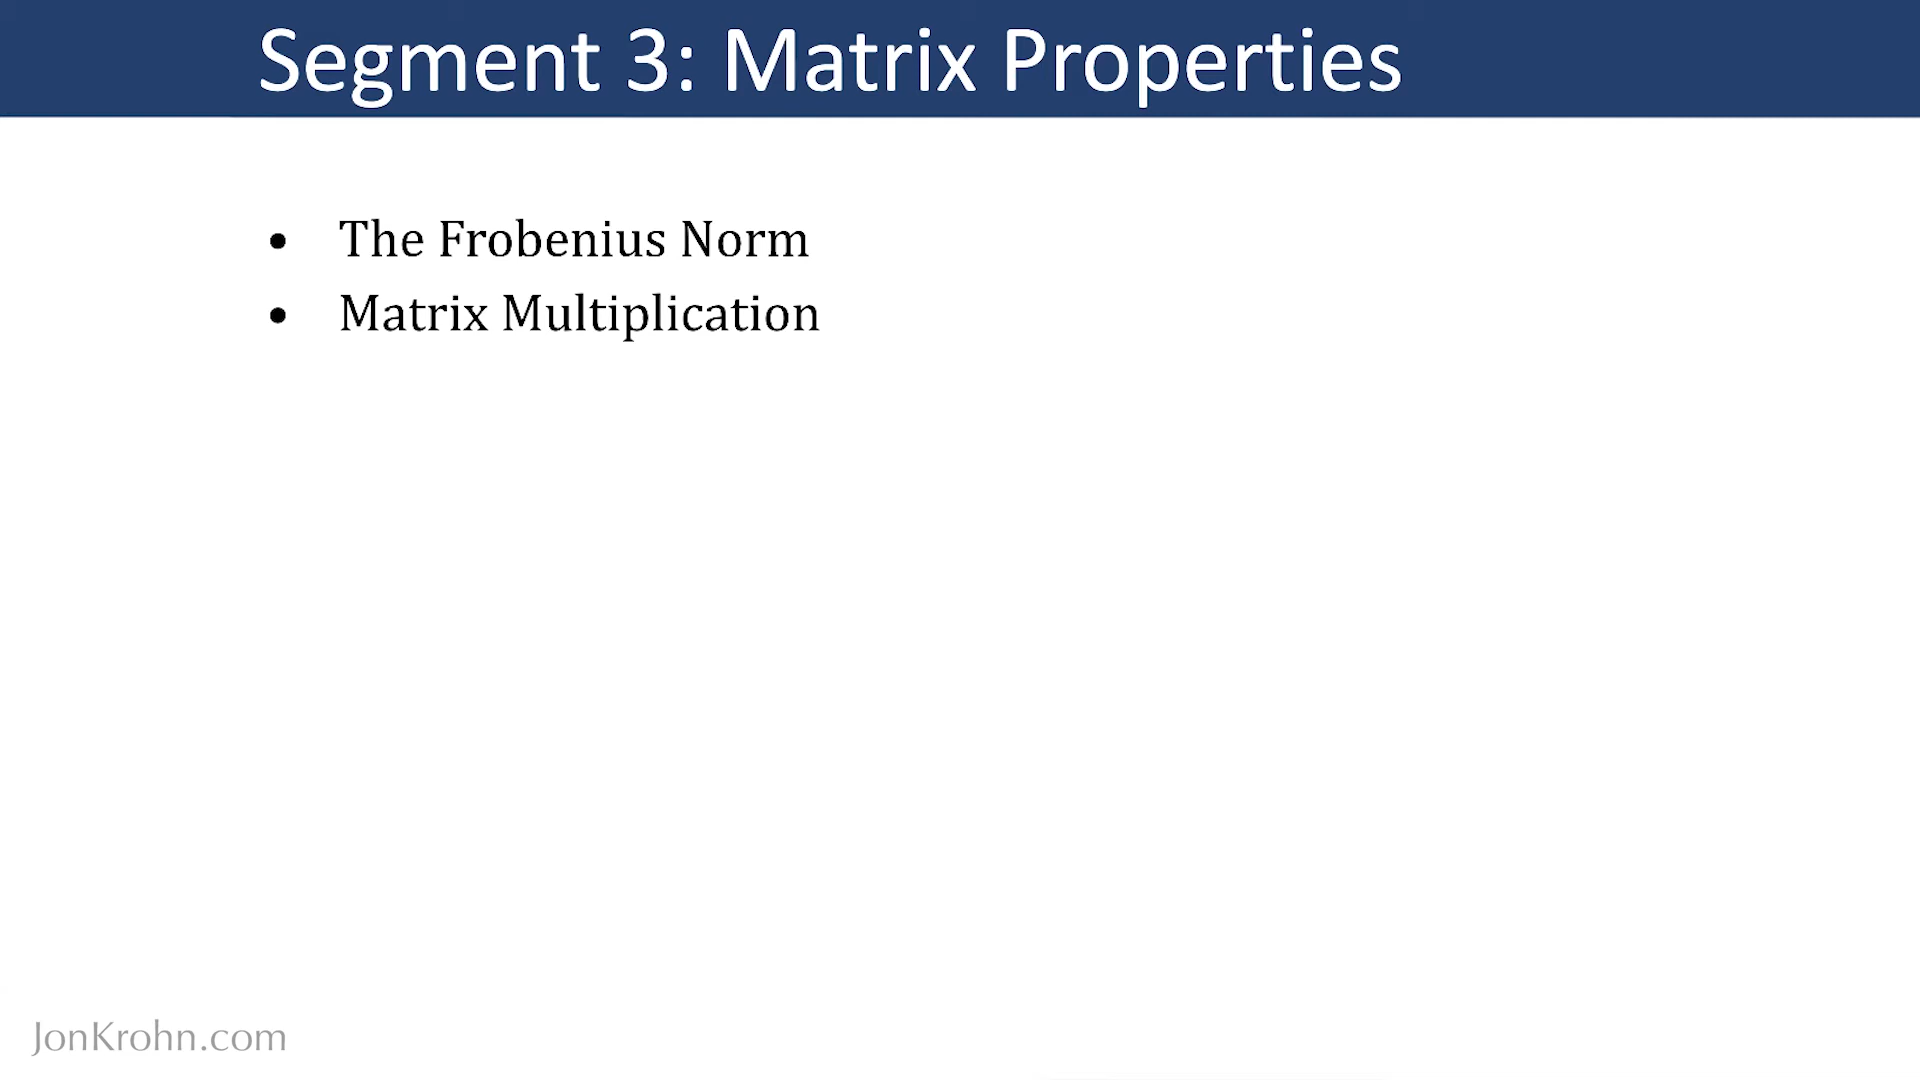 Segment 3: Matrix Properties
• The Frobenius Norm
• Matrix Multiplication
JonKrohn.com